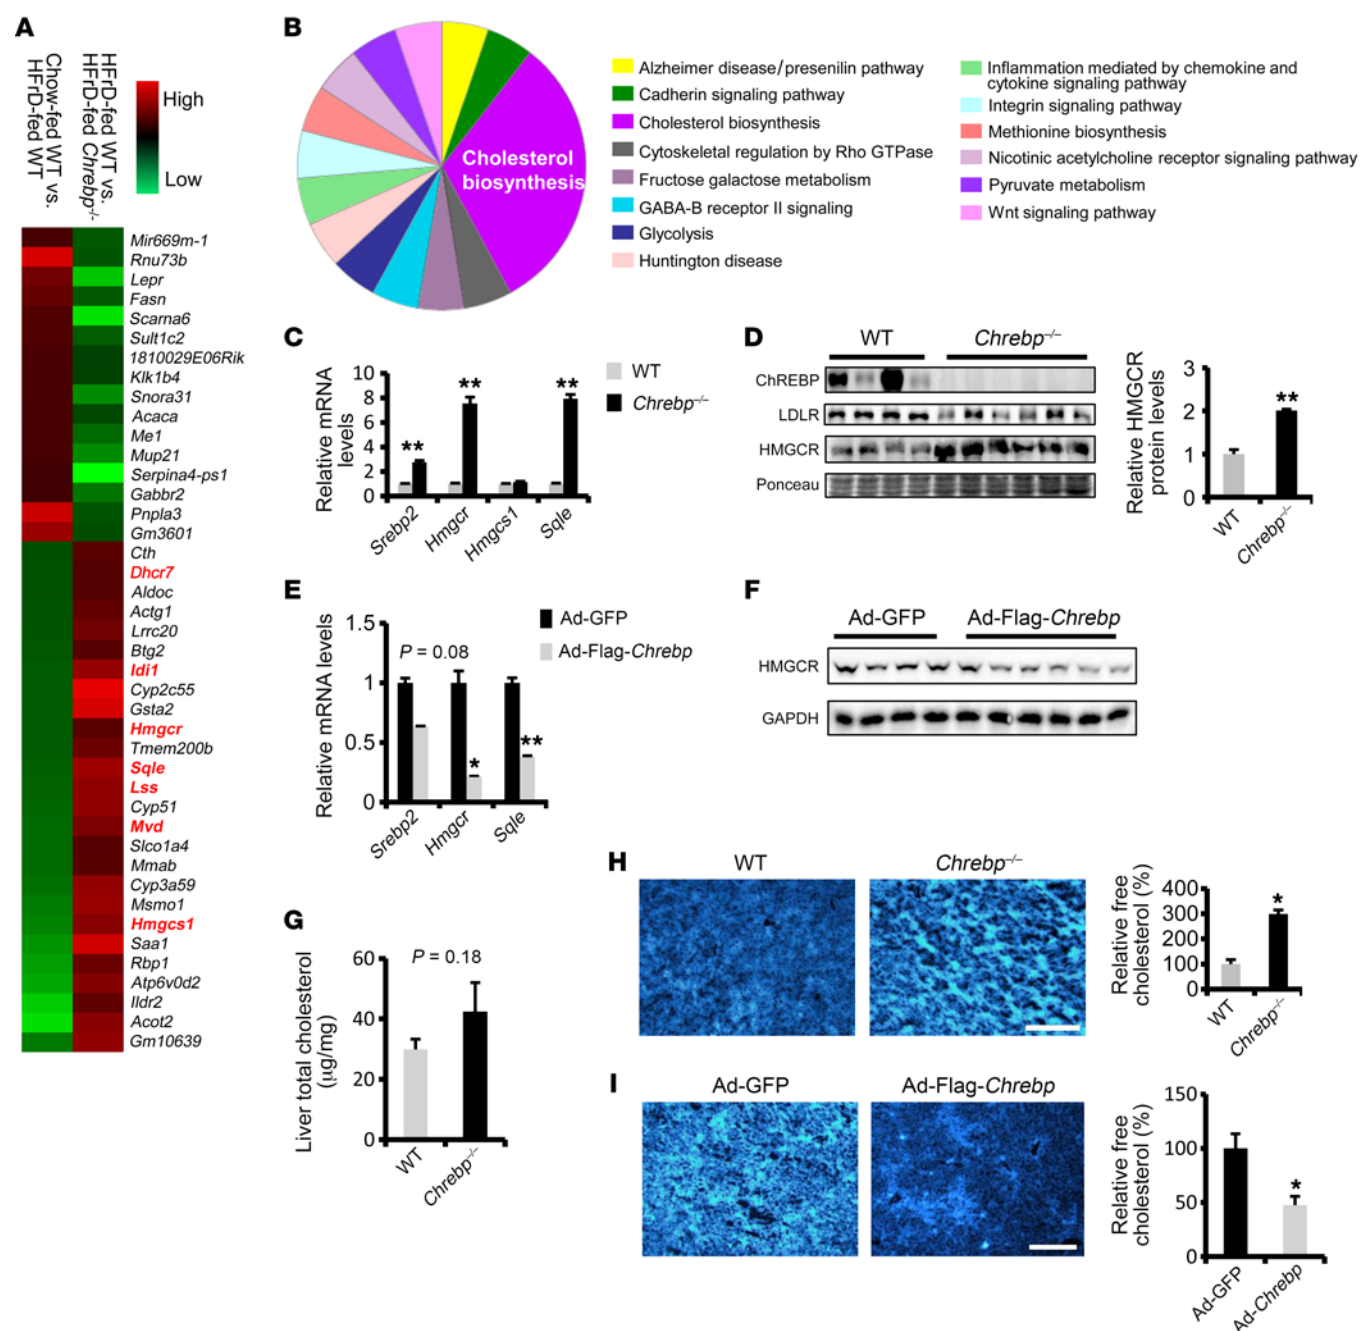 A
Chow-fed WT vs.
HFrD-fed WT
HFrD-fed WT vs.
HFrD-fed Chrebp-/-
High
Low
Mir669m-1
Rnu73b
Lepr
Fasn
Scarna6
Sult1c2
1810029E06Rik
Klk1b4
Snora31
Acaca
Me1
Mup21
Serpina4-ps1
Gabbr2
Pnpla3
Gm3601
Cth
Dhcr7
Aldoc
Actg1
Lrrc20
Btg2
Idi1
Cyp2c55
Gsta2
Hmgcr
Tmem200b
Sqle
Lss
Cyp51
Mvd
Slco1a4
Mmab
Cyp3a59
Msmo1
Hmgcs1
Saa1
Rbp1
Atp6v0d2
Ildr2
Acot2
Gm10639
B
Cholesterol
biosynthesis
Alzheimer disease/presenilin pathway
Cadherin signaling pathway
Cholesterol biosynthesis
Cytoskeletal regulation by Rho GTPase
Fructose galactose metabolism
GABA-B receptor II signaling
Glycolysis
Huntington disease
Inflammation mediated by chemokine and
cytokine signaling pathway
Integrin signaling pathway
Methionine biosynthesis
Nicotinic acetylcholine receptor signaling pathway
Pyruvate metabolism
Wnt signaling pathway
C
Relative mRNA
levels
10
8
6
4
2
0
**
**
**
WT
Chrebp–/–
Srebp2
Hmgcr
Hmgcs1
Sqle
D
WT
Chrebp–/–
ChREBP
LDLR
HMGCR
Ponceau
Relative HMGCR
protein levels
3
2
1
0
**
WT
Chrebp–/–
E
Relative mRNA levels
1.5
1
0.5
0
P = 0.08
*
**
Ad-GFP
Ad-Flag-Chrebp
Srebp2
Hmgcr
Sqle
F
Ad-GFP
Ad-Flag-Chrebp
HMGCR
GAPDH
G
Liver total cholesterol
(μg/mg)
60
40
20
0
P = 0.18
WT
Chrebp–/–
H
WT
Chrebp–/–
Relative free
cholesterol (%)
400
300
200
100
0
*
WT
Chrebp–/–
I
Ad-GFP
Ad-Flag-Chrebp
Relative free
cholesterol (%)
150
100
50
0
*
Ad-GFP
Ad-Chrebp